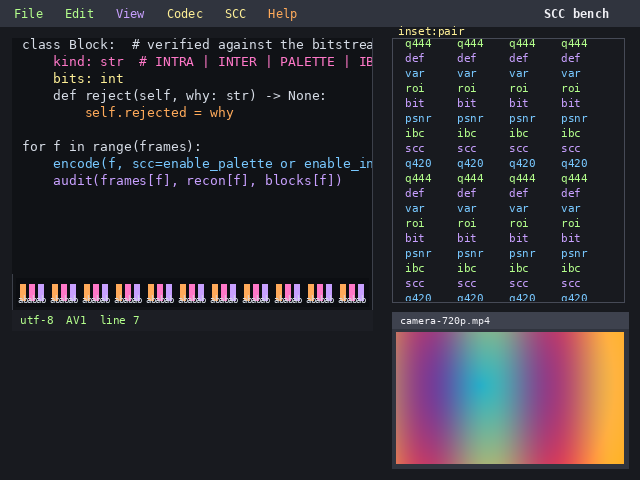 File Edit View Codec SCC Help SCC bench
class Block:  # verified against the bitstrea
    kind: str  # INTRA | INTER | PALETTE | IB
    bits: int
    def reject(self, why: str) -> None:
        self.rejected = why
for f in range(frames):
    encode(f, scc=enable_palette or enable_in
    audit(frames[f], recon[f], blocks[f])
utf-8 AV1 line 7
inset:pair
q444 q444 q444 q444
def def def def
var var var var
roi roi roi roi
bit bit bit bit
psnr psnr psnr psnr
ibc ibc ibc ibc
scc scc scc scc
q420 q420 q420 q420
q444 q444 q444 q444
def def def def
var var var var
roi roi roi roi
bit bit bit bit
psnr psnr psnr psnr
ibc ibc ibc ibc
scc scc scc scc
q420 q420 q420 q420
camera-720p.mp4